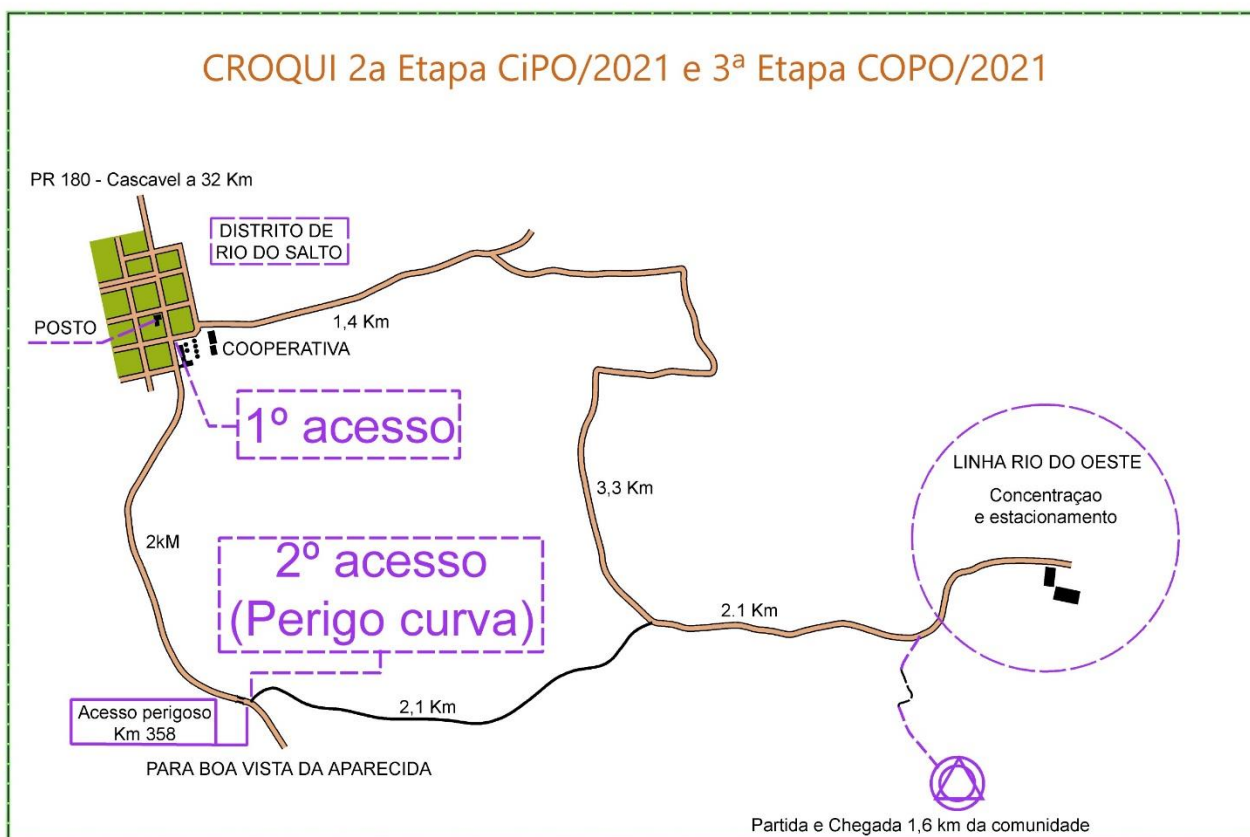 CROQUI 2a Etapa CiPO/2021 e 3ª Etapa COPO/2021
PR 180 - Cascavel a 32 Km
DISTRITO DE
RIO DO SALTO
POSTO
1,4 Km
COOPERATIVA
1º acesso
LINHA RIO DO OESTE
Concentraçao
e estacionamento
3,3 Km
2kM
2º acesso
(Perigo curva)
2.1 Km
Acesso perigoso
Km 358
2,1 Km
PARA BOA VISTA DA APARECIDA
Partida e Chegada 1,6 km da comunidade